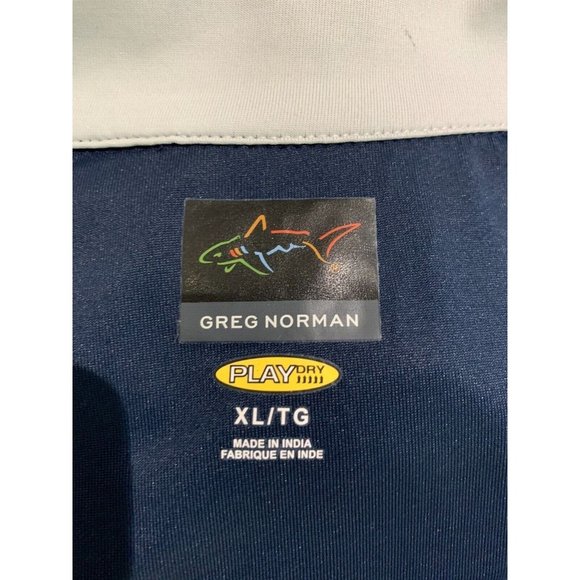 GREG NORMAN
PLAY DRY
XL/TG
MADE IN INDIA
FABRIQUE EN INDE